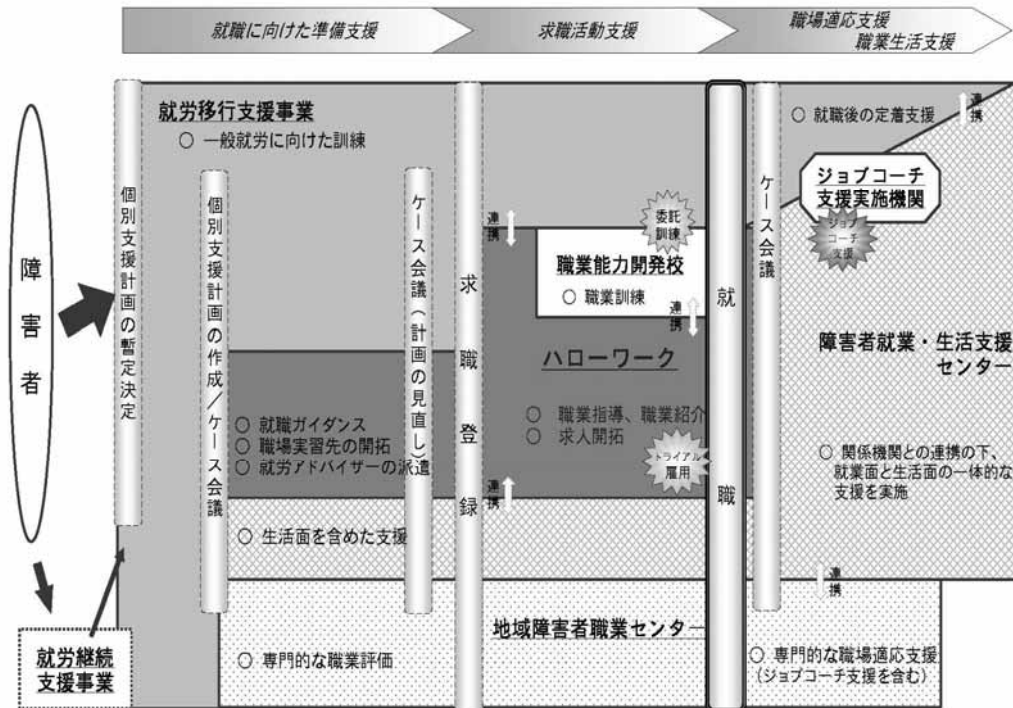 就職に向けた準備支援
求職活動支援
職場適応支援
職業生活支援
障害者
個別支援計画の暫定決定
就労移行支援事業
○ 一般就労に向けた訓練
個別支援計画の作成／ケース会議
ケース会議（計画の見直し）
求職登録
連携
委託
訓練
職業能力開発校
○ 職業訓練
連携
ハローワーク
○ 職業指導、職業紹介
○ 求人開拓
トライアル
雇用
○ 就職ガイダンス
○ 職場実習先の開拓
○ 就労アドバイザーの派遣
連携
○ 生活面を含めた支援
就職
ケース会議
○ 就職後の定着支援
連携
ジョブコーチ
支援実施機関
ジョブ
コーチ
支援
障害者就業・生活支援
センター
○ 関係機関との連携の下、
就業面と生活面の一体的な
支援を実施
連携
地域障害者職業センター
○ 専門的な職業評価
○ 専門的な職場適応支援
（ジョブコーチ支援を含む）
就労継続
支援事業